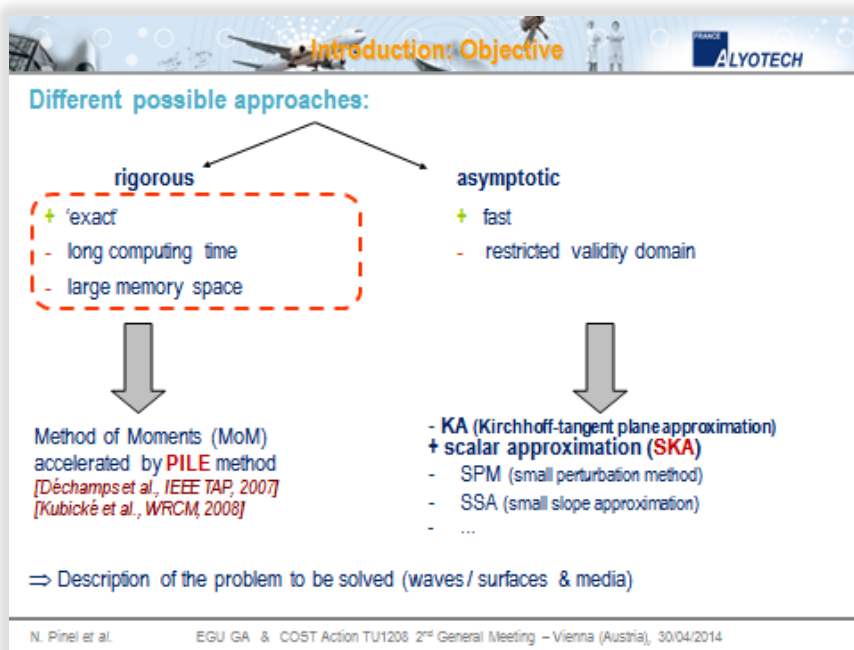 Introduction: Objective
FRANCE
ALYOTECH
Different possible approaches:
rigorous
+ 'exact'
- long computing time
- large memory space
asymptotic
+ fast
- restricted validity domain
Method of Moments (MoM)
accelerated by PILE method
[Déchamps et al., IEEE TAP, 2007]
[Kubické et al., WRCM, 2008]
- KA (Kirchhoff-tangent plane approximation)
+ scalar approximation (SKA)
- SPM (small perturbation method)
- SSA (small slope approximation)
- ...
⇒ Description of the problem to be solved (waves / surfaces & media)
N. Pinel et al.
EGU GA & COST Action TU1208 2nd General Meeting – Vienna (Austria), 30/04/2014